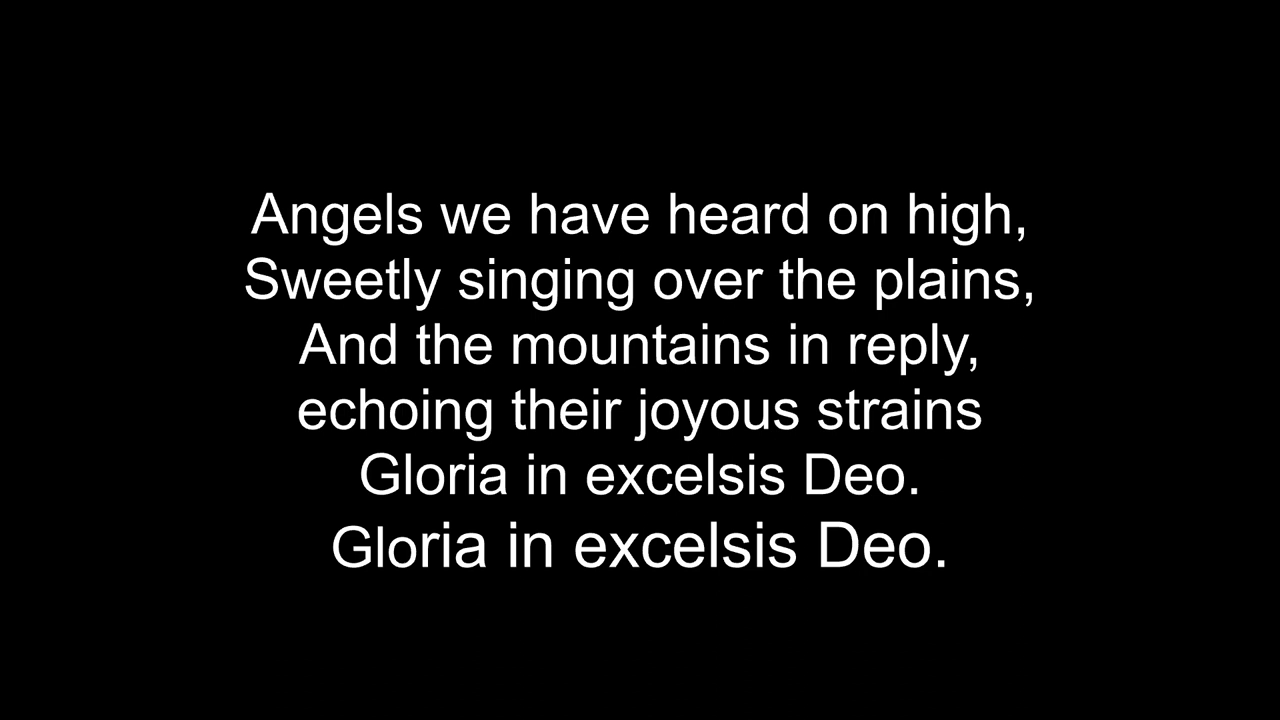 Angels we have heard on high,
Sweetly singing over the plains,
And the mountains in reply,
echoing their joyous strains
Gloria in excelsis Deo.
Gloria in excelsis Deo.